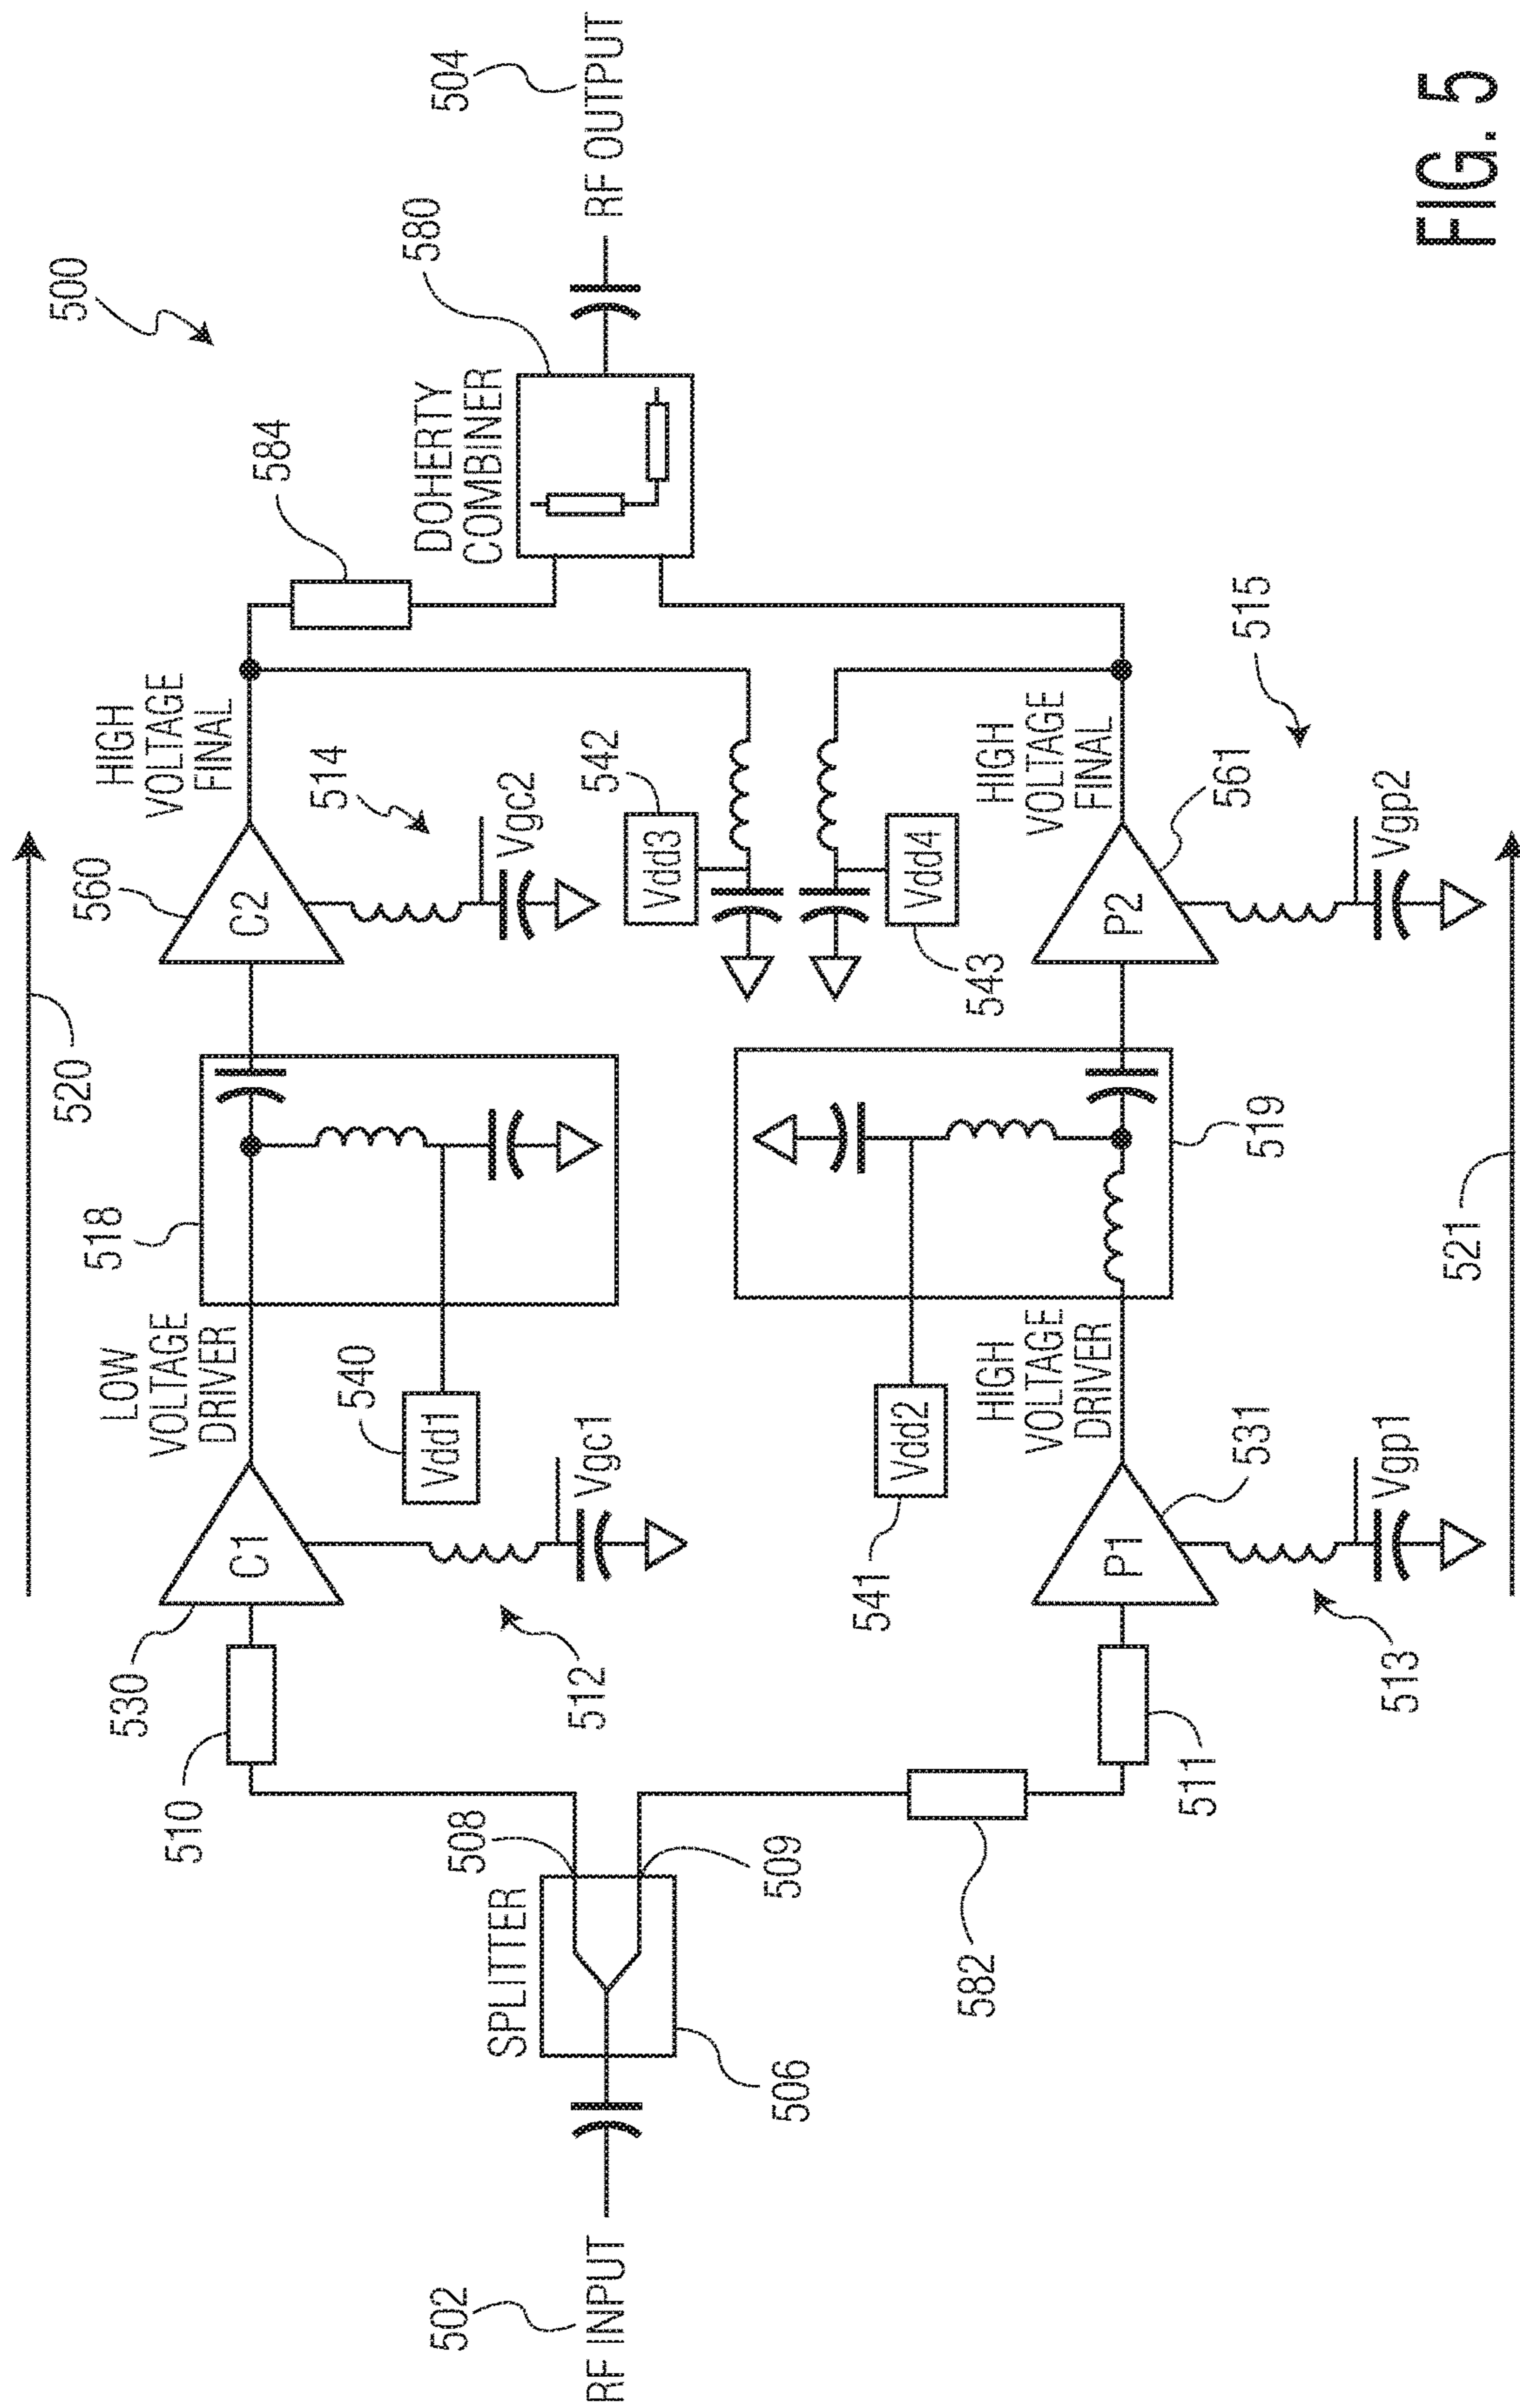 500
520
521
502
RF INPUT
SPLITTER
506
508
509
510
582
511
530
C1
LOW
VOLTAGE
DRIVER
512
Vgc1
540
Vdd1
518
560
C2
HIGH
VOLTAGE
FINAL
514
Vgc2
542
Vdd3
584
541
Vdd2
531
P1
HIGH
VOLTAGE
DRIVER
513
Vgp1
519
543
Vdd4
561
P2
HIGH
VOLTAGE
FINAL
515
Vgp2
DOHERTY
COMBINER
580
504
RF OUTPUT
FIG. 5